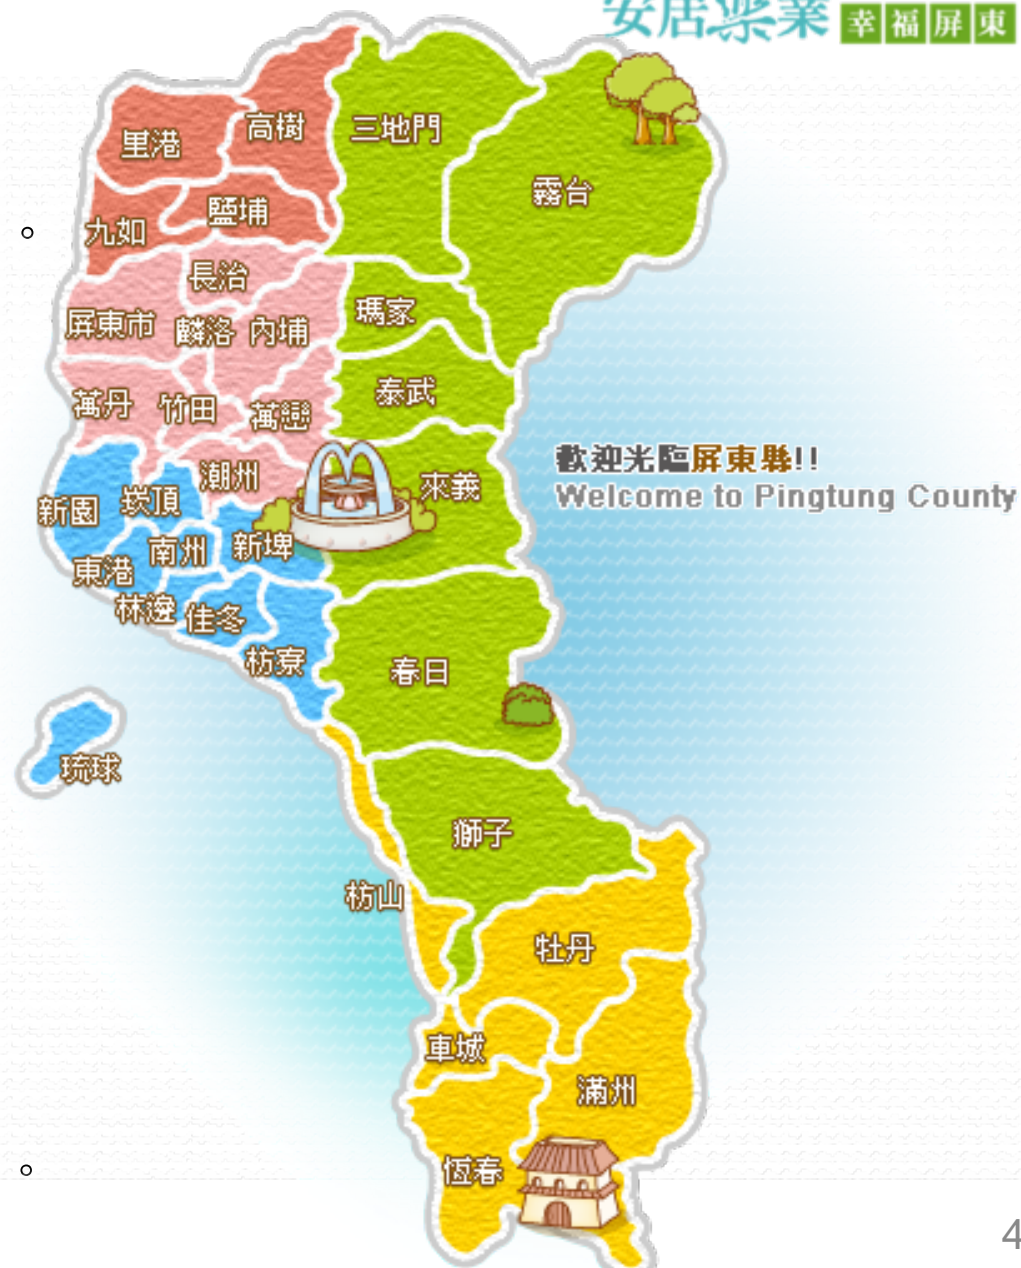 安居樂業 幸福屏東
高樹
三地門
里港
霧台
鹽埔
九如
長治
瑪家
屏東市
麟洛
內埔
泰武
萬丹
竹田
萬巒
歡迎光臨屏東縣!!
潮州
來義
Welcome to Pingtung County
崁頂
新園
南州
新埤
東港
林邊
佳冬
枋寮
春日
琉球
獅子
枋山
牡丹
車城
滿州
恆春
4